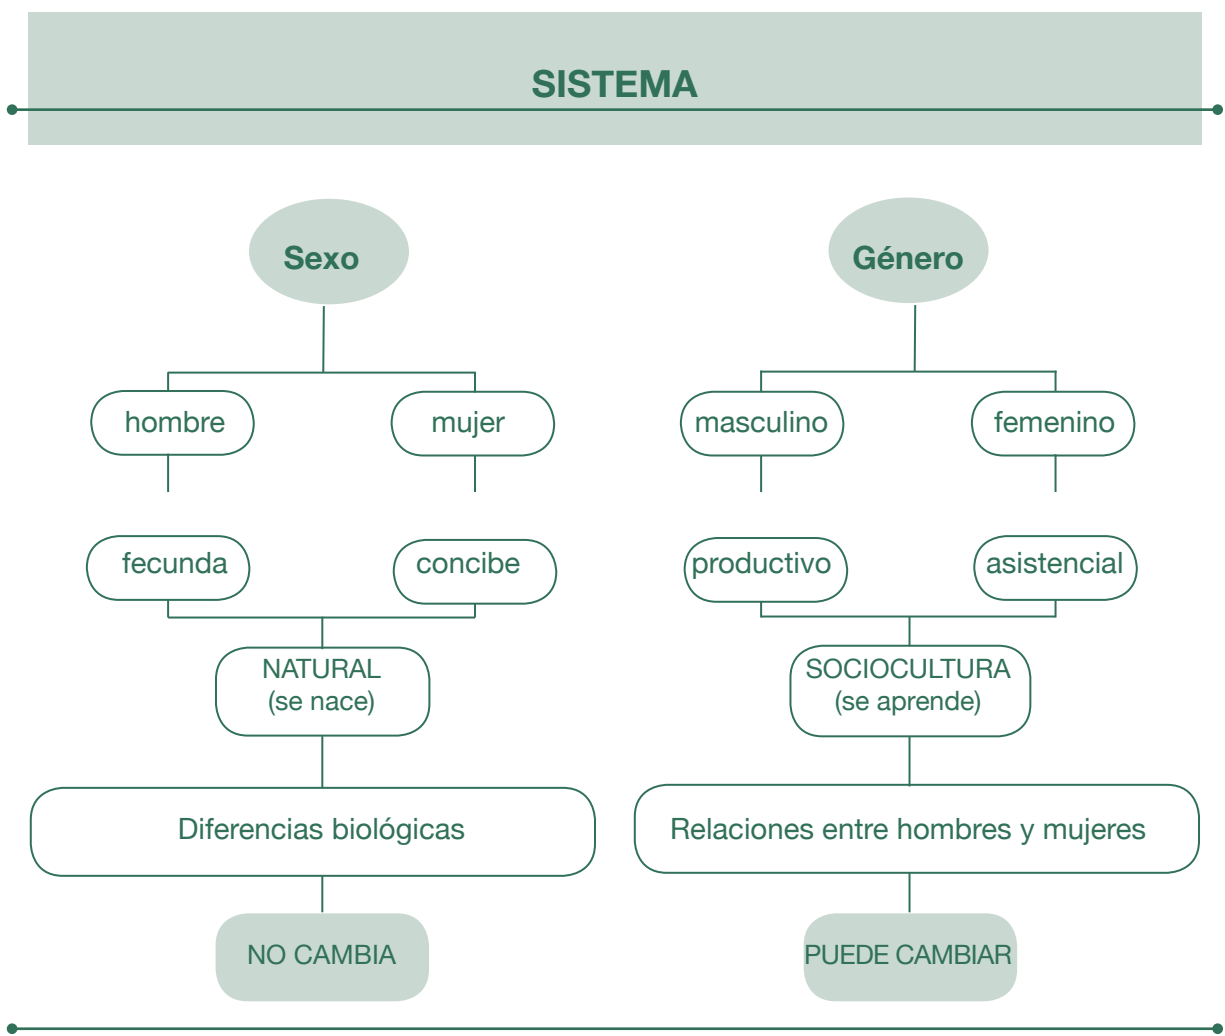 SISTEMA
Sexo
Género
hombre
mujer
masculino
femenino
fecunda
concibe
productivo
asistencial
NATURAL
(se nace)
SOCIOCULTURA
(se aprende)
Diferencias biológicas
Relaciones entre hombres y mujeres
NO CAMBIA
PUEDE CAMBIAR